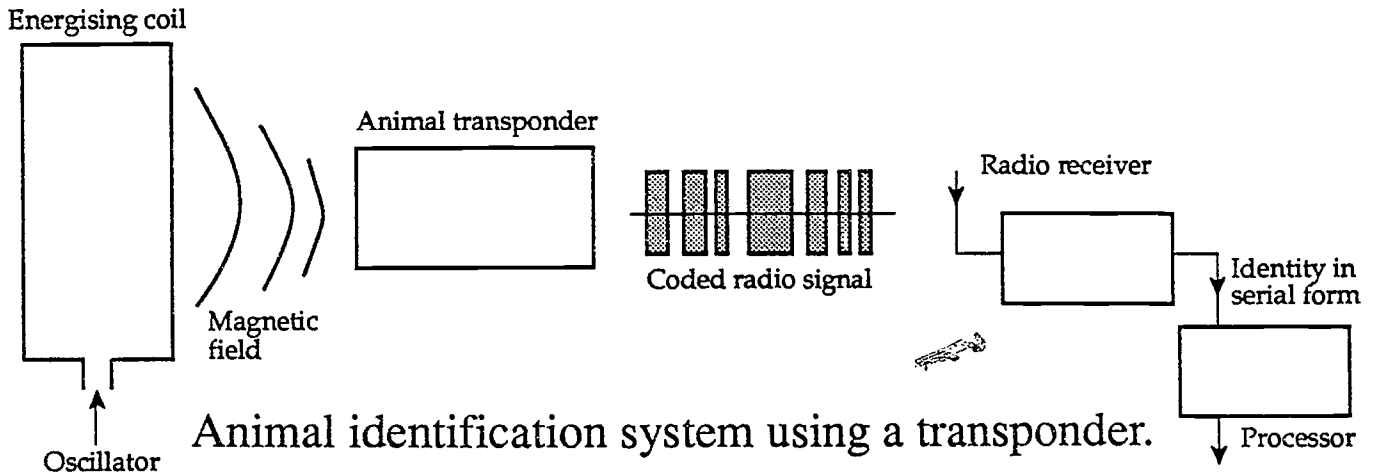 Energising coil
Animal transponder
Radio receiver
Coded radio signal
Identity in
serial form
Magnetic
field
Animal identification system using a transponder.
Processor
Oscillator